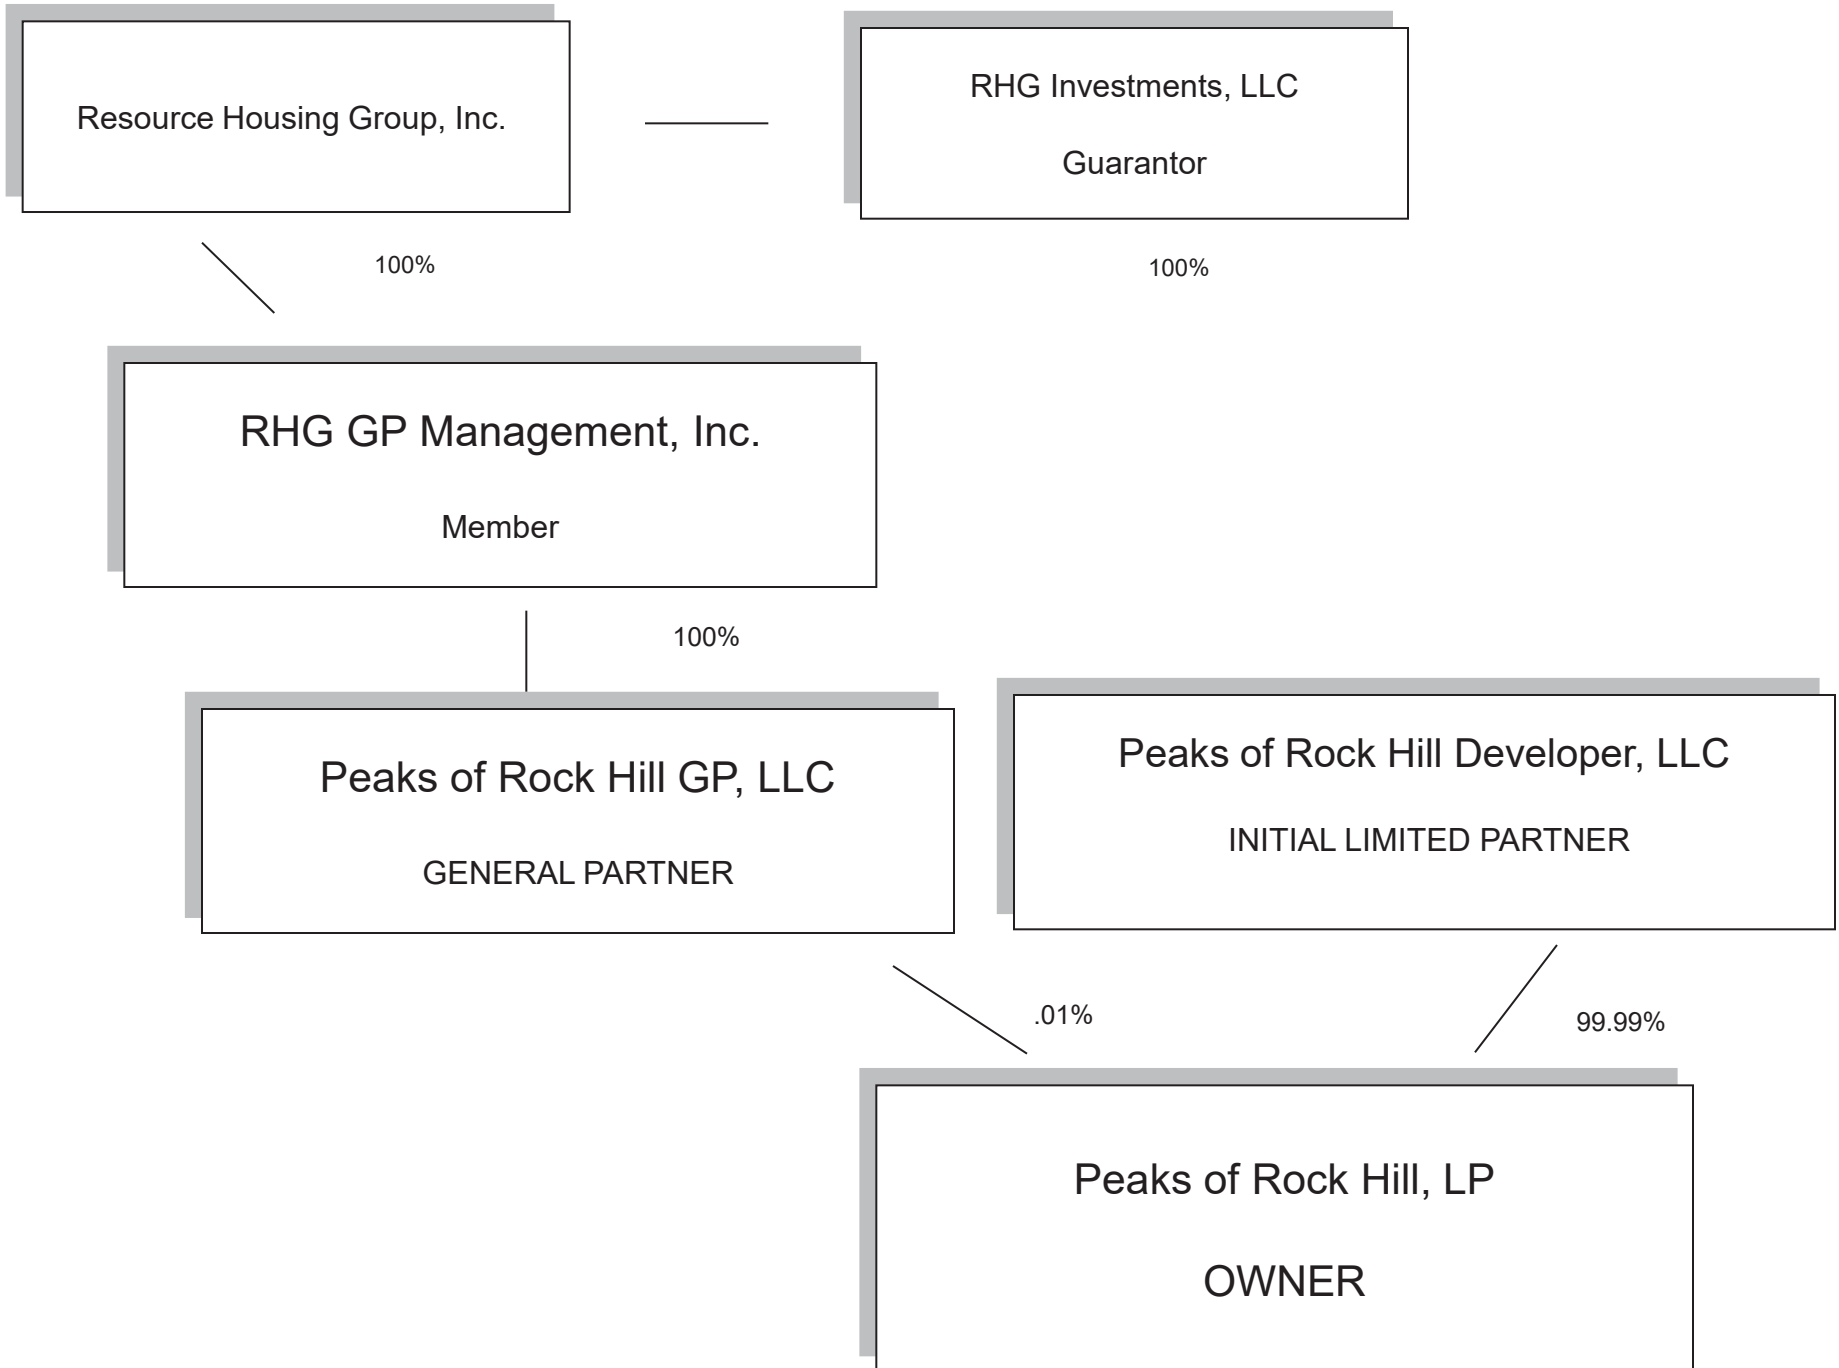 Resource Housing Group, Inc.
RHG Investments, LLC
Guarantor
100%
100%
RHG GP Management, Inc.
Member
100%
Peaks of Rock Hill GP, LLC
GENERAL PARTNER
Peaks of Rock Hill Developer, LLC
INITIAL LIMITED PARTNER
.01%
99.99%
Peaks of Rock Hill, LP
OWNER